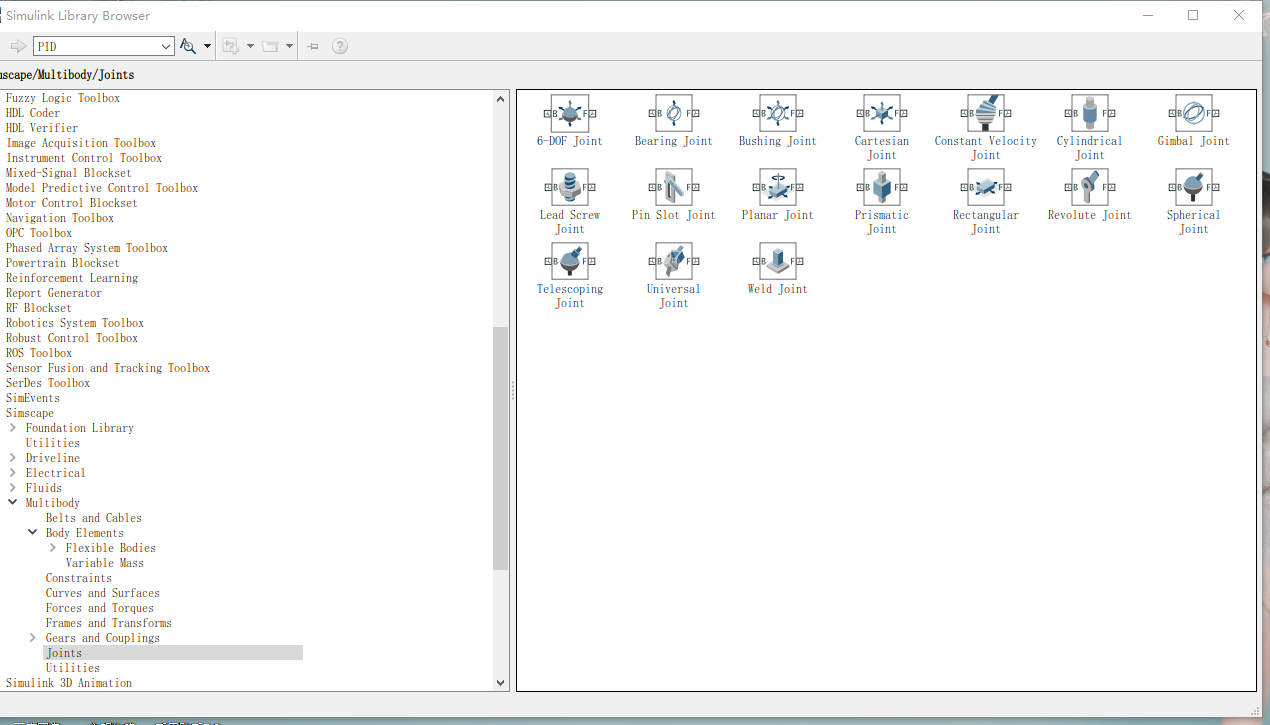 Simulink Library Browser
PID
scape/Multibody/Joints
Fuzzy Logic Toolbox
HDL Coder
HDL Verifier
Image Acquisition Toolbox
Instrument Control Toolbox
Mixed-Signal Blockset
Model Predictive Control Toolbox
Motor Control Blockset
Navigation Toolbox
OPC Toolbox
Phased Array System Toolbox
Powertrain Blockset
Reinforcement Learning
Report Generator
RF Blockset
Robotics System Toolbox
Robust Control Toolbox
ROS Toolbox
Sensor Fusion and Tracking Toolbox
SerDes Toolbox
SimEvents
Simscape
Foundation Library
Utilities
Driveline
Electrical
Fluids
Multibody
Belts and Cables
Body Elements
Flexible Bodies
Variable Mass
Constraints
Curves and Surfaces
Forces and Torques
Frames and Transforms
Gears and Couplings
Joints
Utilities
Simulink 3D Animation
B F B F B F B F B F B F B F
6-DOF Joint Bearing Joint Bushing Joint Cartesian Constant Velocity Cylindrical Gimbal Joint
Joint Joint Joint
B F B F B F B F B F B F B F
Lead Screw Pin Slot Joint Planar Joint Prismatic Rectangular Revolute Joint Spherical
Joint Joint Joint Joint
B F B F B F
Telescoping Universal Weld Joint
Joint Joint